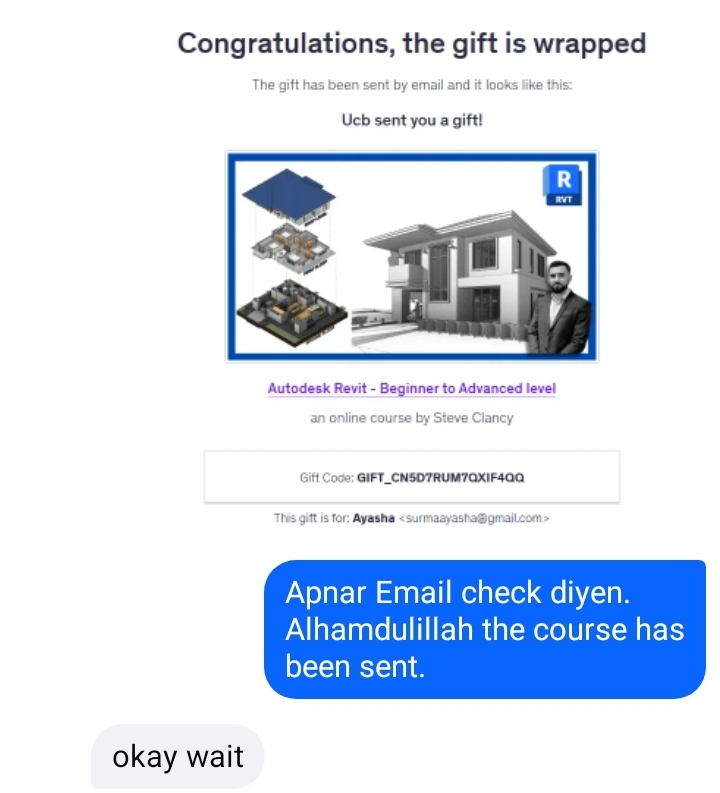 Congratulations, the gift is wrapped
The gift has been sent by email and it looks like this:
Ucb sent you a gift!
R
RVT
Autodesk Revit - Beginner to Advanced level
an online course by Steve Clancy
Gift Code: GIFT_CN5D7RUM7QXIF4QQ
This gift is for: Ayasha <surmaayasha@gmail.com>
Apnar Email check diyen.
Alhamdulillah the course has
been sent.
okay wait